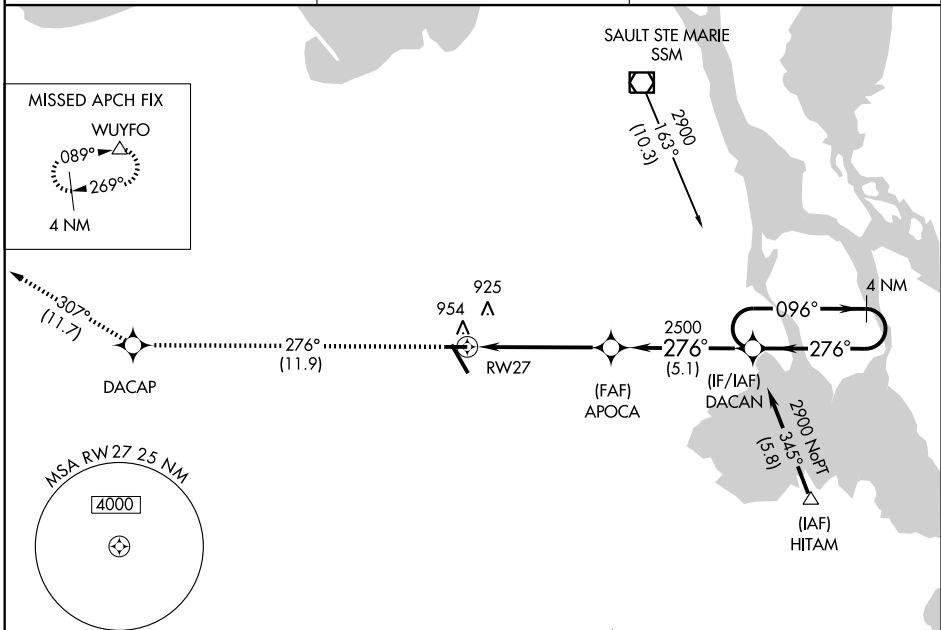 SAULT STE MARIE
SSM
2900
163°
(10.3)
MISSED APCH FIX
WUYFO
089°
269°
4 NM
307°
(11.7)
DACAP
276°
(11.9)
954
925
RW27
(FAF)
APOCA
2500
276°
(5.1)
(IF/IAF)
DACAN
096°
276°
4 NM
2900 NoPT
345°
(5.8)
(IAF)
HITAM
MSA RW 27 25 NM
4000